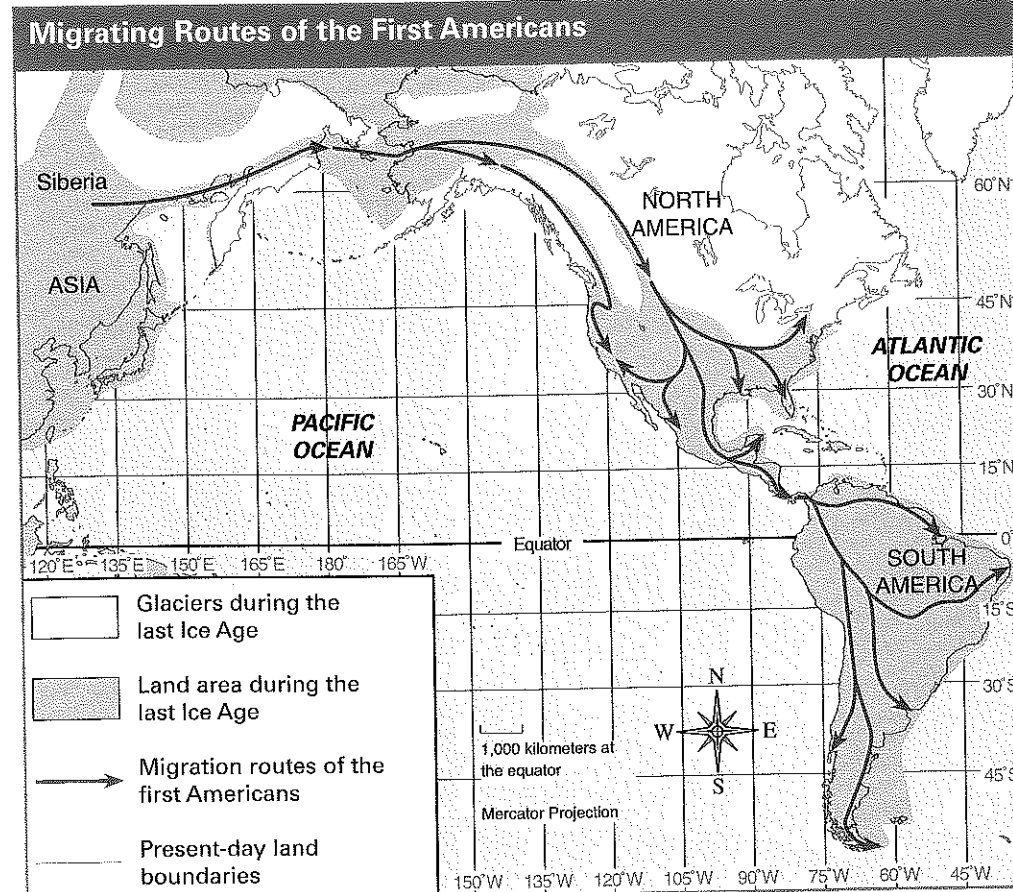 Migrating Routes of the First Americans
Siberia
ASIA
NORTH
AMERICA
60°N
45°N
ATLANTIC
OCEAN
30°N
PACIFIC
OCEAN
15°N
Equator
0°
120°E 135°E 150°E 165°E 180° 165°W
SOUTH
AMERICA
15°S
30°S
45°S
Glaciers during the
last Ice Age
Land area during the
last Ice Age
Migration routes of the
first Americans
Present-day land
boundaries
N
W E
S
1,000 kilometers at
the equator
Mercator Projection
150°W 135°W 120°W 105°W 90°W 75°W 60°W 45°W